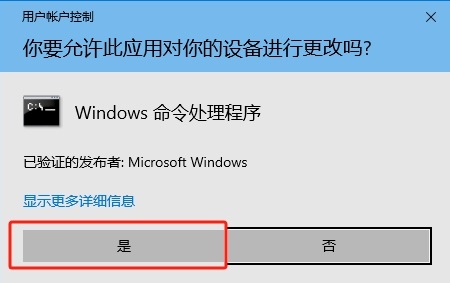 用户帐户控制
你要允许此应用对你的设备进行更改吗?
C:\_
Windows 命令处理程序
已验证的发布者: Microsoft Windows
显示更多详细信息
是
否